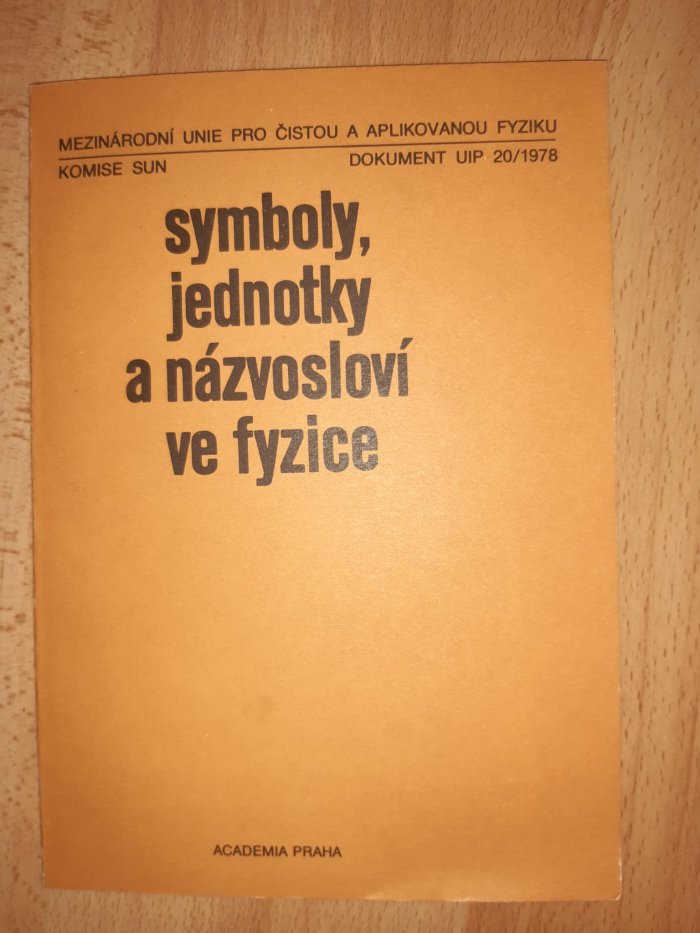 MEZINÁRODNÍ UNIE PRO ČISTOU A APLIKOVANOU FYZIKU
KOMISE SUN DOKUMENT UIP 20/1978
symboly,
jednotky
a názvosloví
ve fyzice
ACADEMIA PRAHA